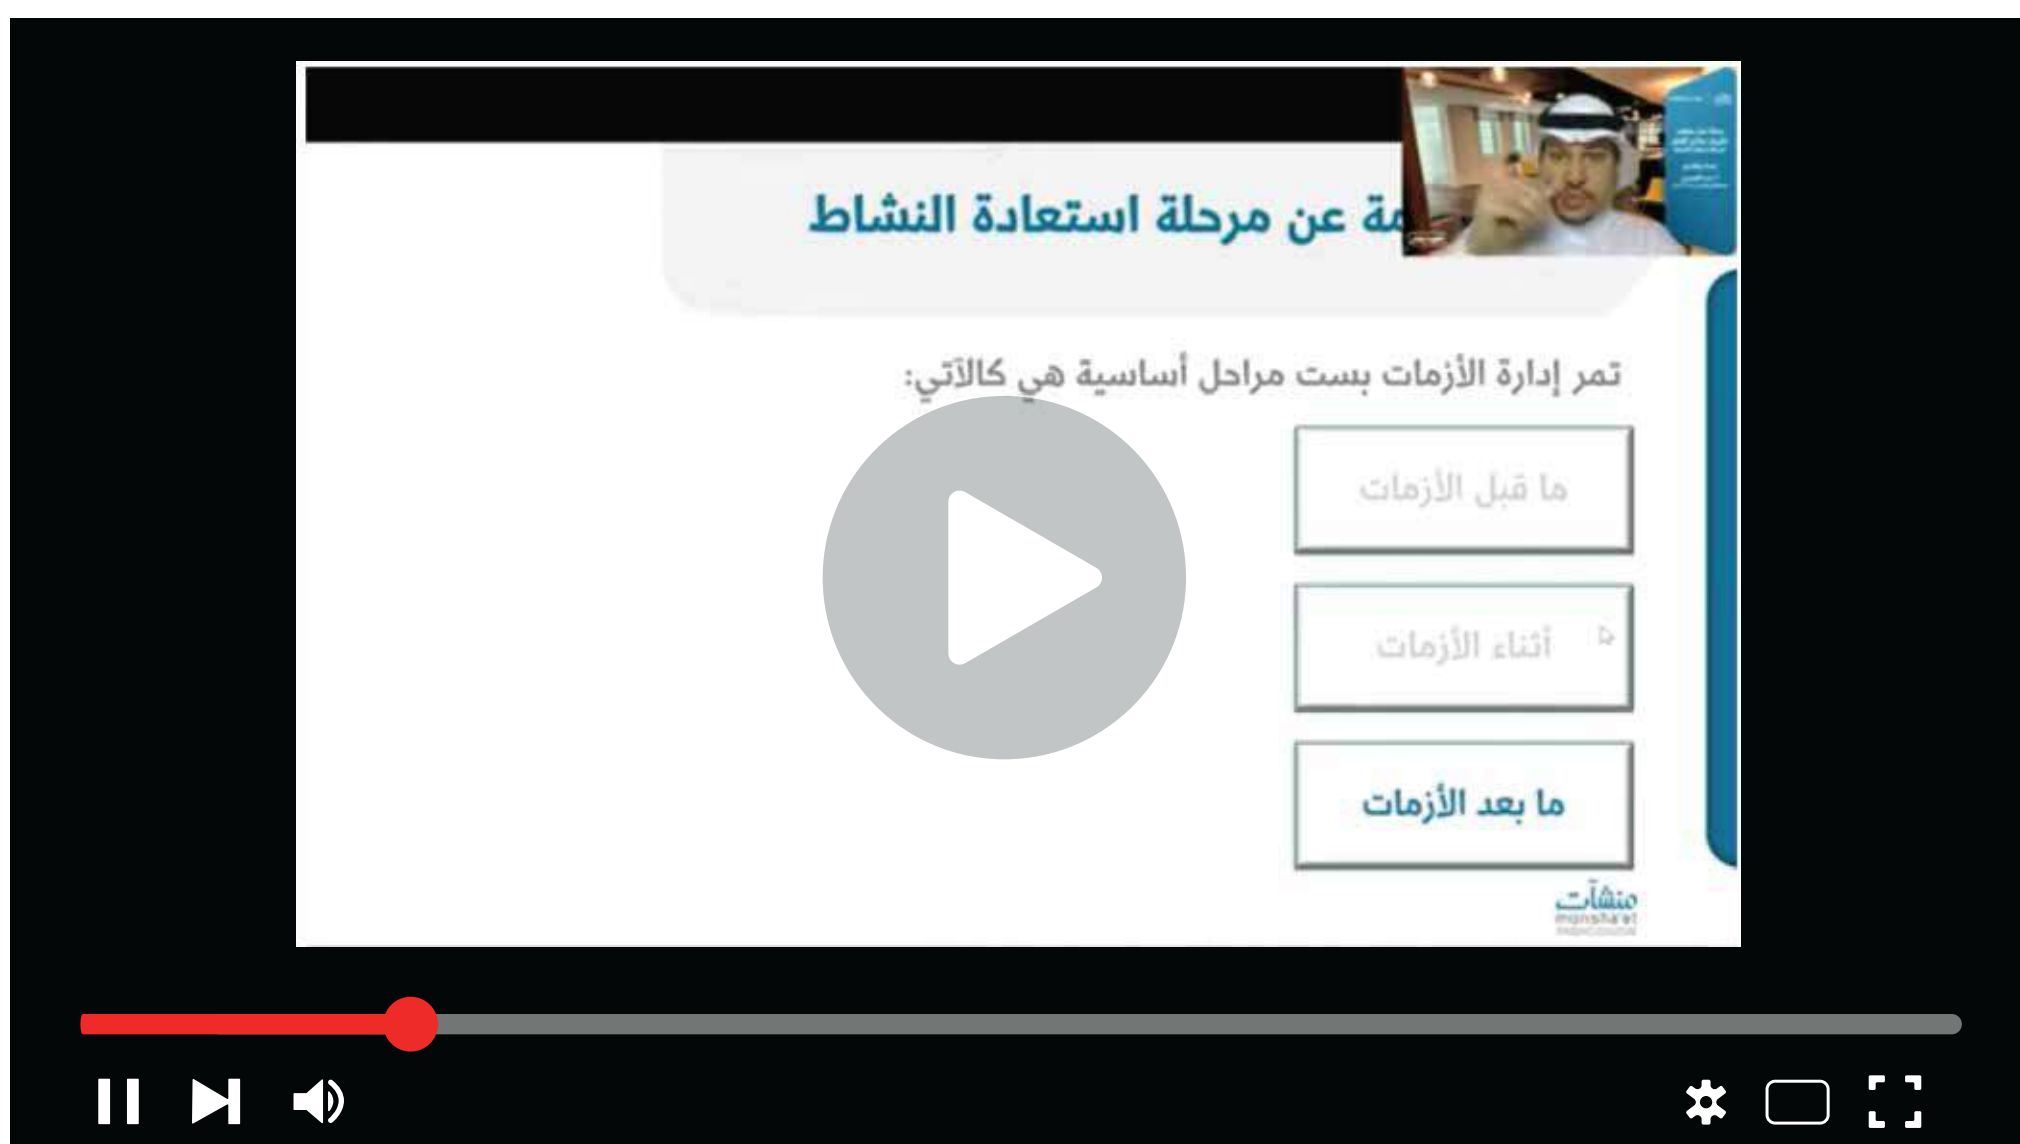 عن مرحلة استعادة النشاط
تمر إدارة الأزمات بست مراحل أساسية هي كالآتي:
ما قبل الأزمات
أثناء الأزمات
ما بعد الأزمات
منشآت
monsha'at